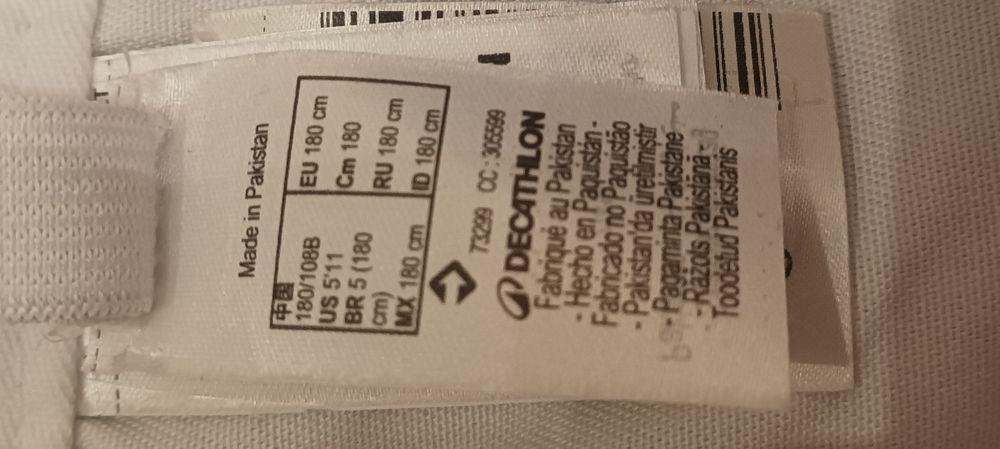 Made in Pakistan
中国
180/108B
US 5'11
BR 5 (180
cm)
MX 180 cm
EU 180 cm
Cm 180
RU 180 cm
ID 180 cm
73299 CC : 305599
DECATHLON
Fabriqué au Pakistan
- Hecho en Paquistán -
Fabricado no Paquistão
- Pakistan'da üretilmiştir
- Pagaminta Pakistane
- Ražots Pakistānā -
Toodetud Pakistanis